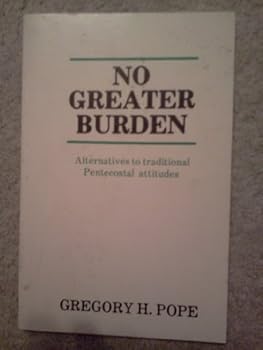 NO
GREATER
BURDEN
Alternatives to traditional
Pentecostal attitudes
GREGORY H. POPE